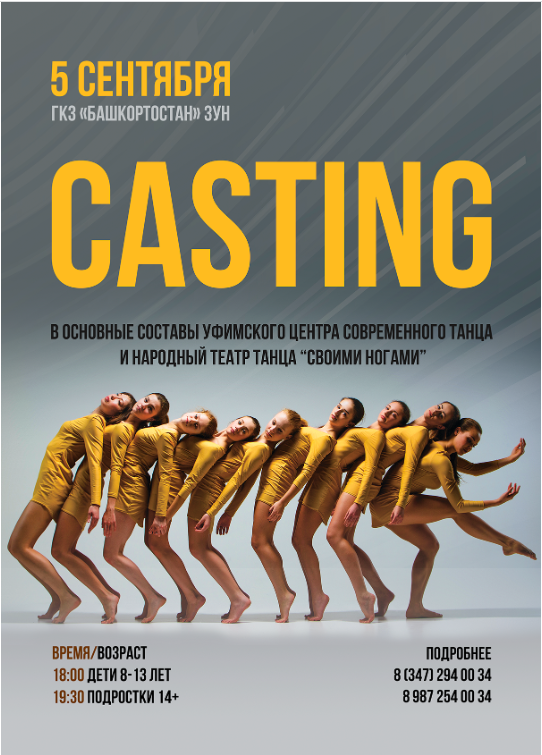 5 СЕНТЯБРЯ
ГКЗ «БАШКОРТОСТАН» ЗУН
CASTING
В ОСНОВНЫЕ СОСТАВЫ УФИМСКОГО ЦЕНТРА СОВРЕМЕННОГО ТАНЦА
И НАРОДНЫЙ ТЕАТР ТАНЦА “СВОИМИ НОГАМИ”
ВРЕМЯ/ВОЗРАСТ
18:00 ДЕТИ 8-13 ЛЕТ
19:30 ПОДРОСТКИ 14+
ПОДРОБНЕЕ
8 (347) 294 00 34
8 987 254 00 34